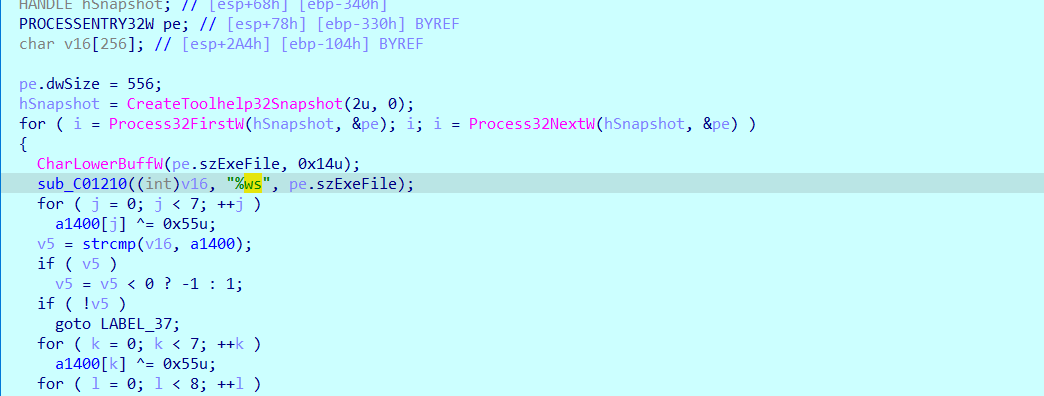 HANDLE hSnapshot; // [esp+68h] [ebp-340h]
PROCESSENTRY32W pe; // [esp+78h] [ebp-330h] BYREF
char v16[256]; // [esp+2A4h] [ebp-104h] BYREF
pe.dwSize = 556;
hSnapshot = CreateToolhelp32Snapshot(2u, 0);
for ( i = Process32FirstW(hSnapshot, &pe); i; i = Process32NextW(hSnapshot, &pe) )
{
CharLowerBuffW(pe.szExeFile, 0x14u);
sub_C01210((int)v16, "%ws", pe.szExeFile);
for ( j = 0; j < 7; ++j )
a1400[j] ^= 0x55u;
v5 = strcmp(v16, a1400);
if ( v5 )
v5 = v5 < 0 ? -1 : 1;
if ( !v5 )
goto LABEL_37;
for ( k = 0; k < 7; ++k )
a1400[k] ^= 0x55u;
for ( l = 0; l < 8; ++l )